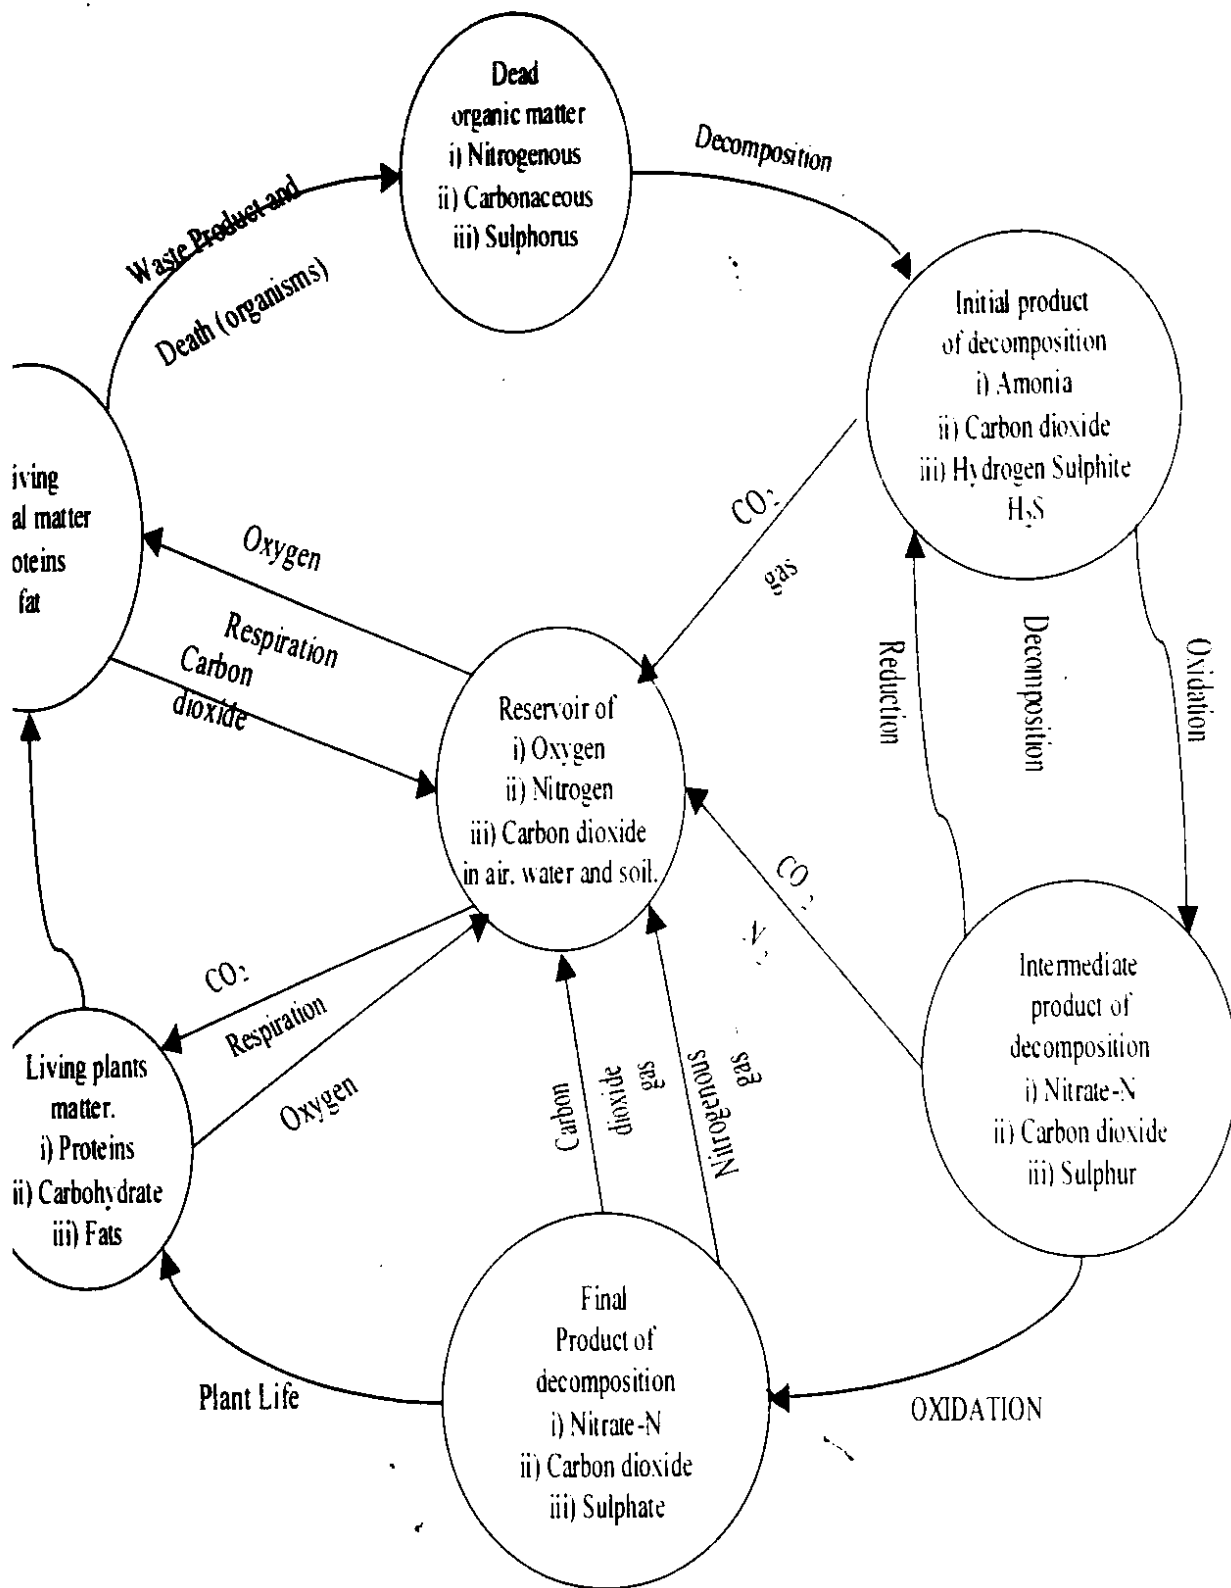 Dead
organic matter
i) Nitrogenous
ii) Carbonaceous
iii) Sulphorus
Decomposition
Waste Product and
Death (organisms)
Initial product
of decomposition
i) Amonia
ii) Carbon dioxide
iii) Hydrogen Sulphite
H₂S
iving
al matter
oteins
fat
Oxygen
Respiration
Carbon
dioxide
CO₂
gas
Reduction
Decomposition
Oxidation
Reservoir of
i) Oxygen
ii) Nitrogen
iii) Carbon dioxide
in air. water and soil.
CO₂
N₂
CO₂
Respiration
Oxygen
Living plants
matter.
i) Proteins
ii) Carbohydrate
iii) Fats
Carbon
dioxide
gas
Nitrogenous
gas
Intermediate
product of
decomposition
i) Nitrate-N
ii) Carbon dioxide
iii) Sulphur
Final
Product of
decomposition
i) Nitrate-N
ii) Carbon dioxide
iii) Sulphate
Plant Life
OXIDATION